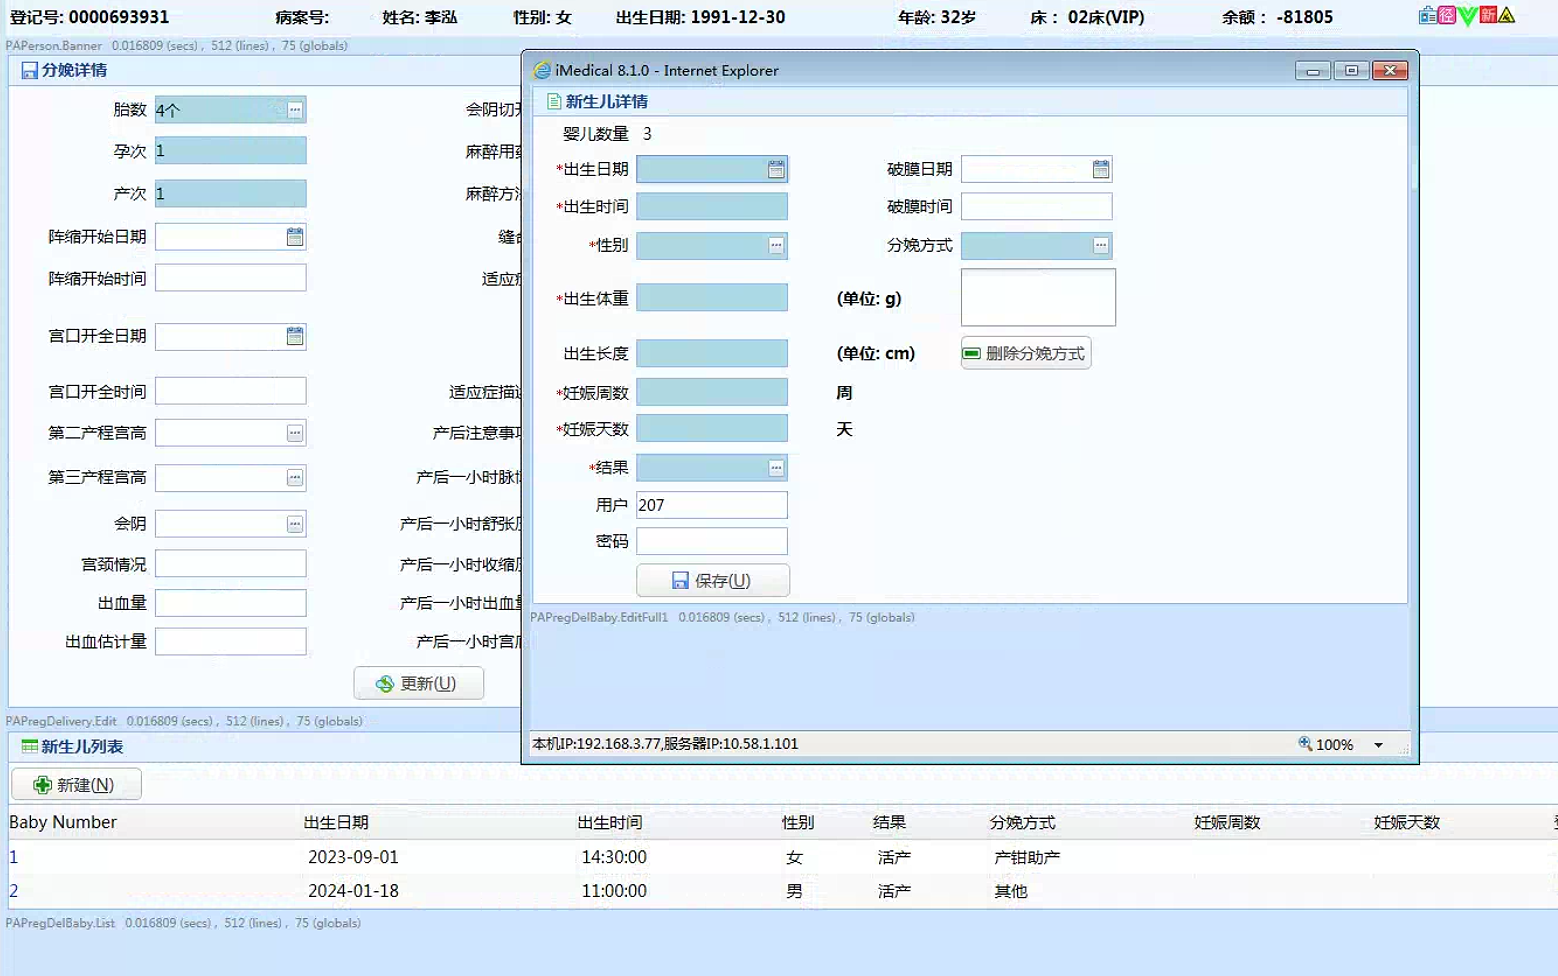 登记号: 0000693931 病案号: 姓名: 李泓 性别: 女 出生日期: 1991-12-30 年龄: 32岁 床： 02床(VIP) 余额： -81805
径 新
PAPerson.Banner 0.016809 (secs) , 512 (lines) , 75 (globals)
分娩详情
胎数 4个
孕次 1
产次 1
阵缩开始日期
阵缩开始时间
宫口开全日期
宫口开全时间
第二产程宫高
第三产程宫高
会阴
宫颈情况
出血量
出血估计量
会阴切开
麻醉用药
麻醉方法
缝合
适应症
适应症描述
产后注意事项
产后一小时脉搏
产后一小时舒张压
产后一小时收缩压
产后一小时出血量
产后一小时宫底
更新(U)
PAPregDelivery.Edit 0.016809 (secs) , 512 (lines) , 75 (globals)
iMedical 8.1.0 - Internet Explorer
新生儿详情
婴儿数量 3
*出生日期 破膜日期
*出生时间 破膜时间
*性别 分娩方式
*出生体重 (单位: g)
出生长度 (单位: cm) 删除分娩方式
*妊娠周数 周
*妊娠天数 天
*结果
用户 207
密码
保存(U)
PAPregDelBaby.EditFull1 0.016809 (secs) , 512 (lines) , 75 (globals)
本机IP:192.168.3.77,服务器IP:10.58.1.101 100%
新生儿列表
新建(N)
Baby Number 出生日期 出生时间 性别 结果 分娩方式 妊娠周数 妊娠天数
1 2023-09-01 14:30:00 女 活产 产钳助产
2 2024-01-18 11:00:00 男 活产 其他
PAPregDelBaby.List 0.016809 (secs) , 512 (lines) , 75 (globals)